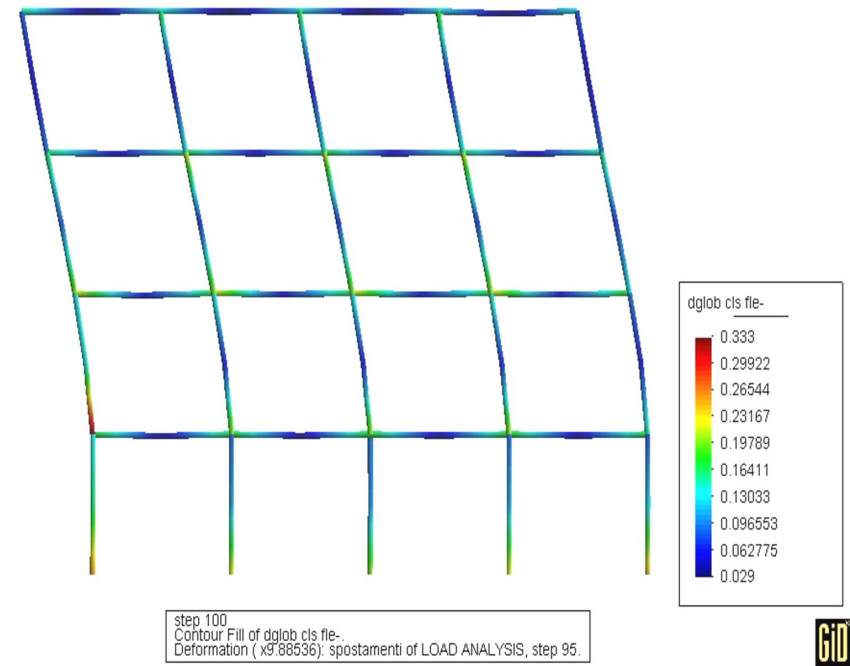 dglob cls fle-
0.333
0.29922
0.26544
0.23167
0.19789
0.16411
0.13033
0.096553
0.062775
0.029
step 100
Contour Fill of dglob cls fle-.
Deformation ( x9.88536): spostamenti of LOAD ANALYSIS, step 95.
GiD